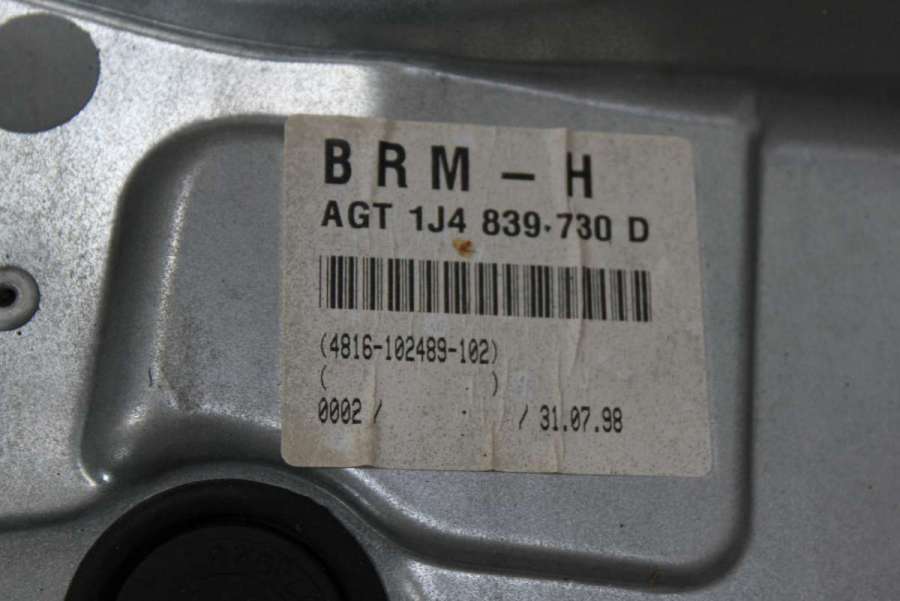 BRM - H
AGT 1J4 839·730 D
(4816-102489-102)
( )
0002 / · / 31.07.98